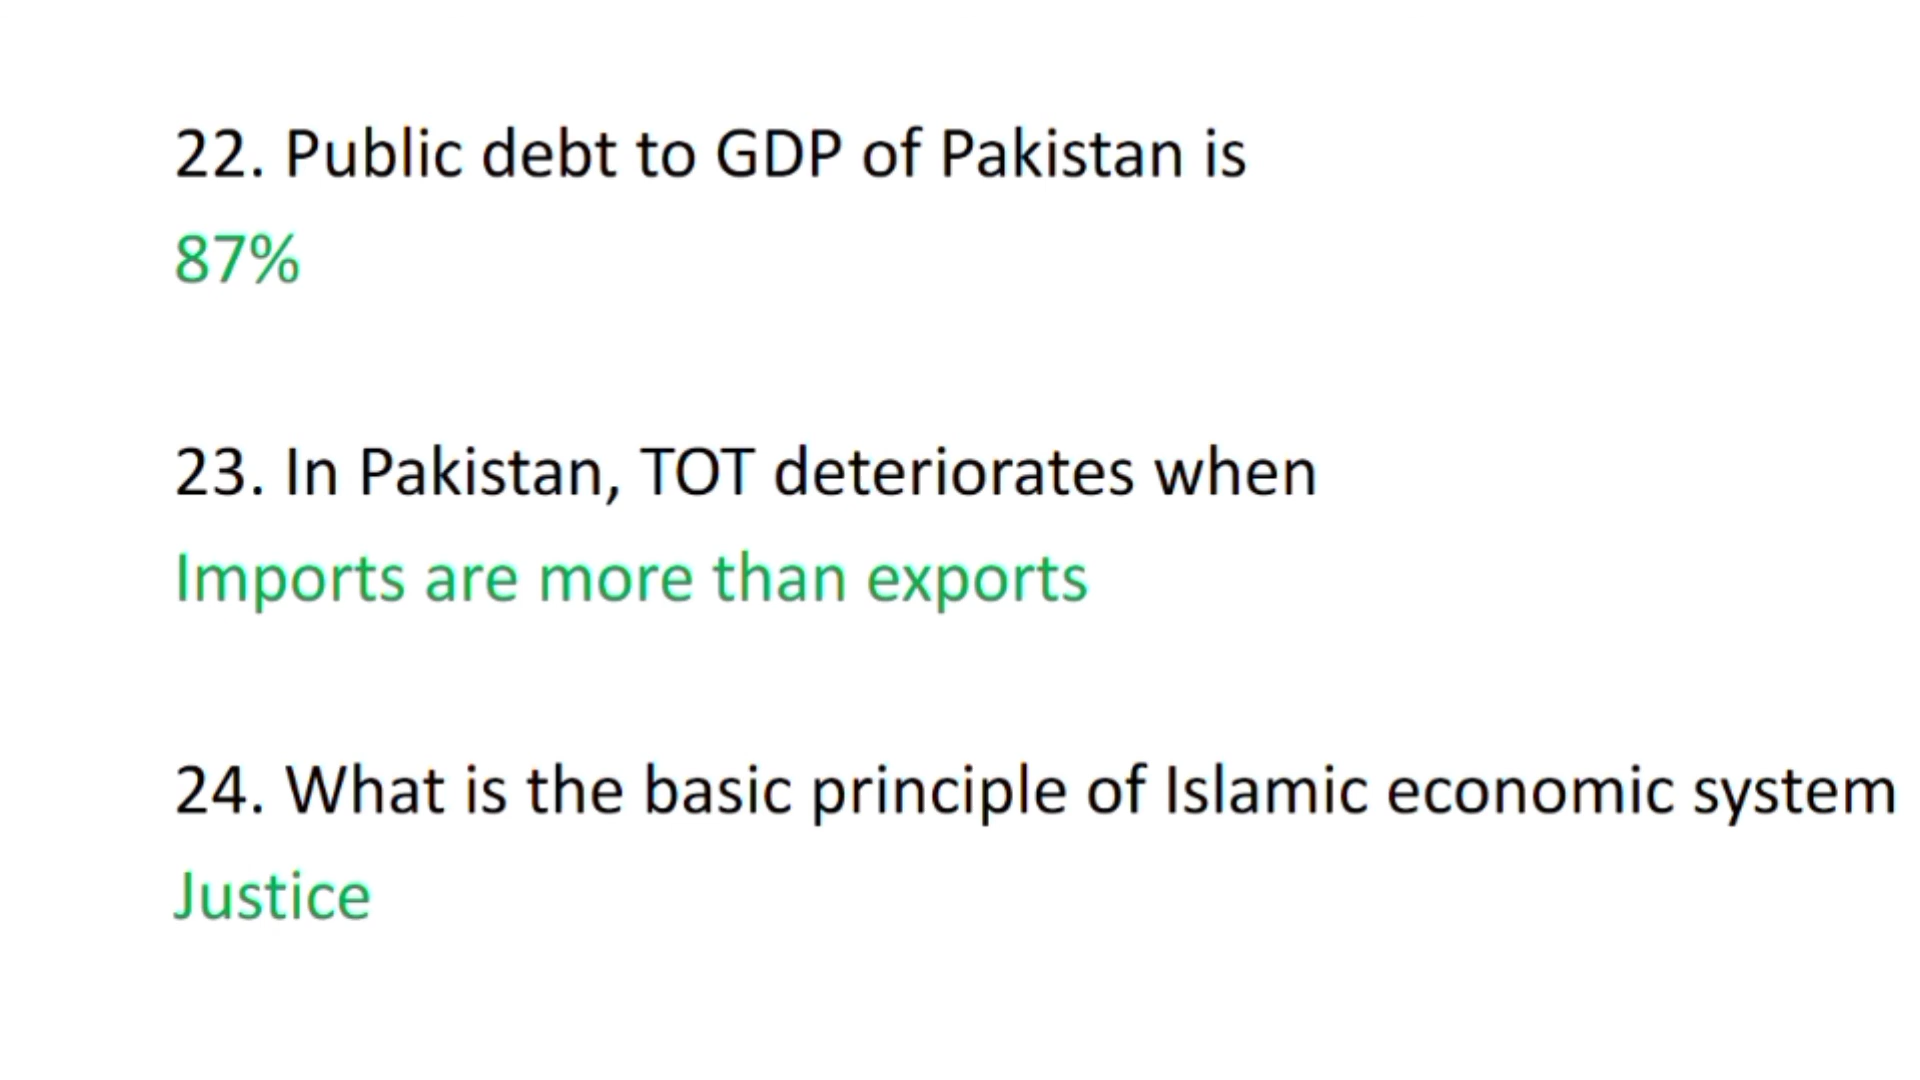 22. Public debt to GDP of Pakistan is
87%
23. In Pakistan, TOT deteriorates when
Imports are more than exports
24. What is the basic principle of Islamic economic system
Justice